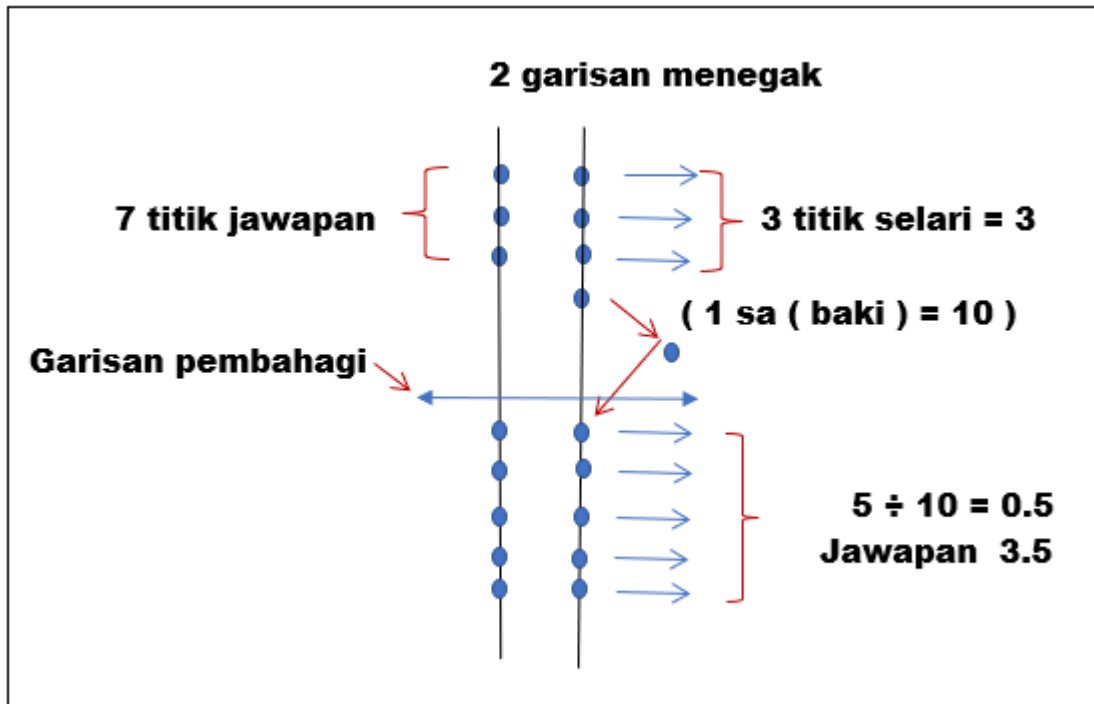 2 garisan menegak
7 titik jawapan
3 titik selari = 3
( 1 sa ( baki ) = 10 )
Garisan pembahagi
5 ÷ 10 = 0.5
Jawapan 3.5